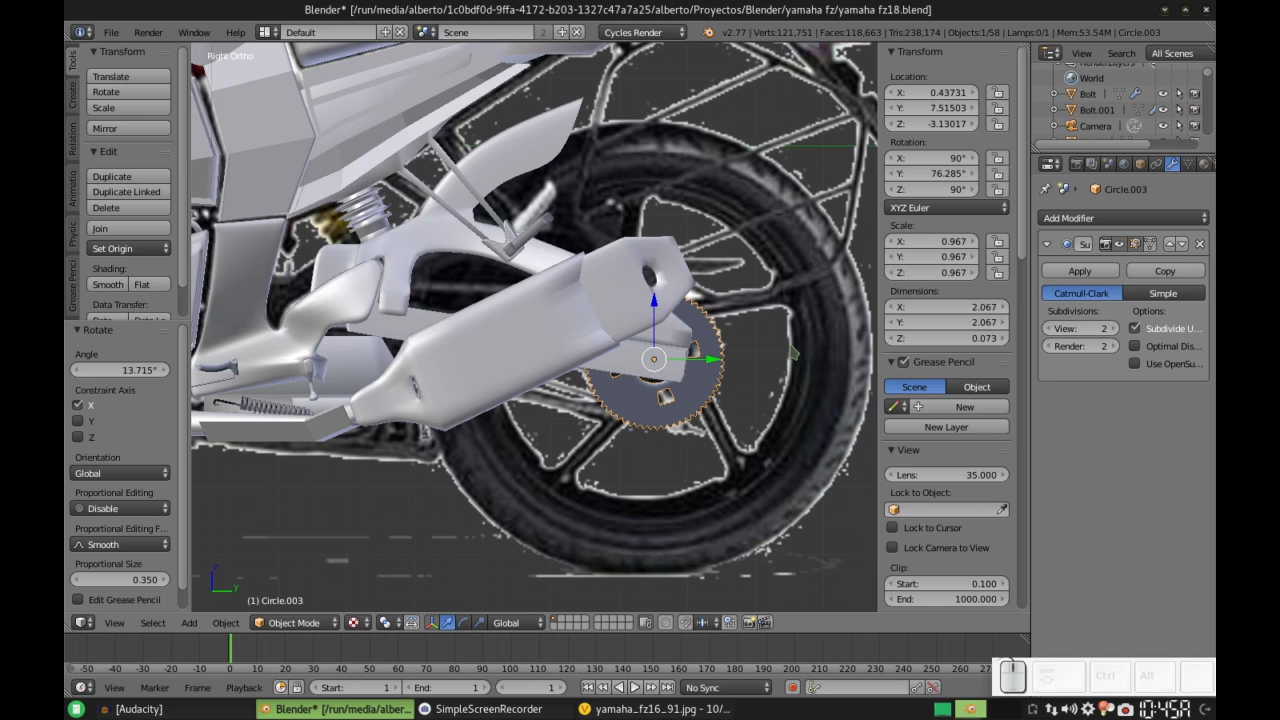 Blender* [/run/media/alberto/1c0bdf0d-9ffa-4172-b203-1327c47a7a25/alberto/Proyectos/Blender/yamaha fz/yamaha fz18.blend]
File Render Window Help Default Scene 2 Cycles Render v2.77 | Verts:121,751 | Faces:118,663 | Tris:238,174 | Objects:1/58 | Lamps:0/1 | Mem:53.54M | Circle.003
Tools
Create
Relation
Animatio
Physic
Grease Penci
Transform
Translate
Rotate
Scale
Mirror
Edit
Duplicate
Duplicate Linked
Delete
Join
Set Origin
Shading:
Smooth Flat
Data Transfer:
Rotate
Angle
13.715°
Constraint Axis
X
Y
Z
Orientation
Global
Proportional Editing
Disable
Proportional Editing F...
Smooth
Proportional Size
0.350
Edit Grease Pencil
Right Ortho
(1) Circle.003
Transform
Location:
X: 0.43731
Y: 7.51503
Z: -3.13017
Rotation:
X: 90°
Y: 76.285°
Z: 90°
XYZ Euler
Scale:
X: 0.967
Y: 0.967
Z: 0.967
Dimensions:
X: 2.067
Y: 2.067
Z: 0.073
Grease Pencil
Scene Object
New
New Layer
View
Lens: 35.000
Lock to Object:
Lock to Cursor
Lock Camera to View
Clip:
Start: 0.100
End: 1000.000
View Search All Scenes
World
Bolt
Bolt.001
Camera
Circle.003
Add Modifier
Su
Apply Copy
Catmull-Clark Simple
Subdivisions: Options:
View: 2 Subdivide U...
Render: 2 Optimal Dis...
Use OpenSu...
View Select Add Object Object Mode Global
-50 -40 -30 -20 -10 0 10 20 30 40 50 60 70 80 90 100 110 120 130 140 150 160 170 180 190 200 210 220 230 240 250 260
View Marker Frame Playback Start: 1 End: 1 1 No Sync
Ctrl Alt
[Audacity] Blender* [/run/media/alber... SimpleScreenRecorder yamaha_fz16_91.jpg - 10/... 10:45A